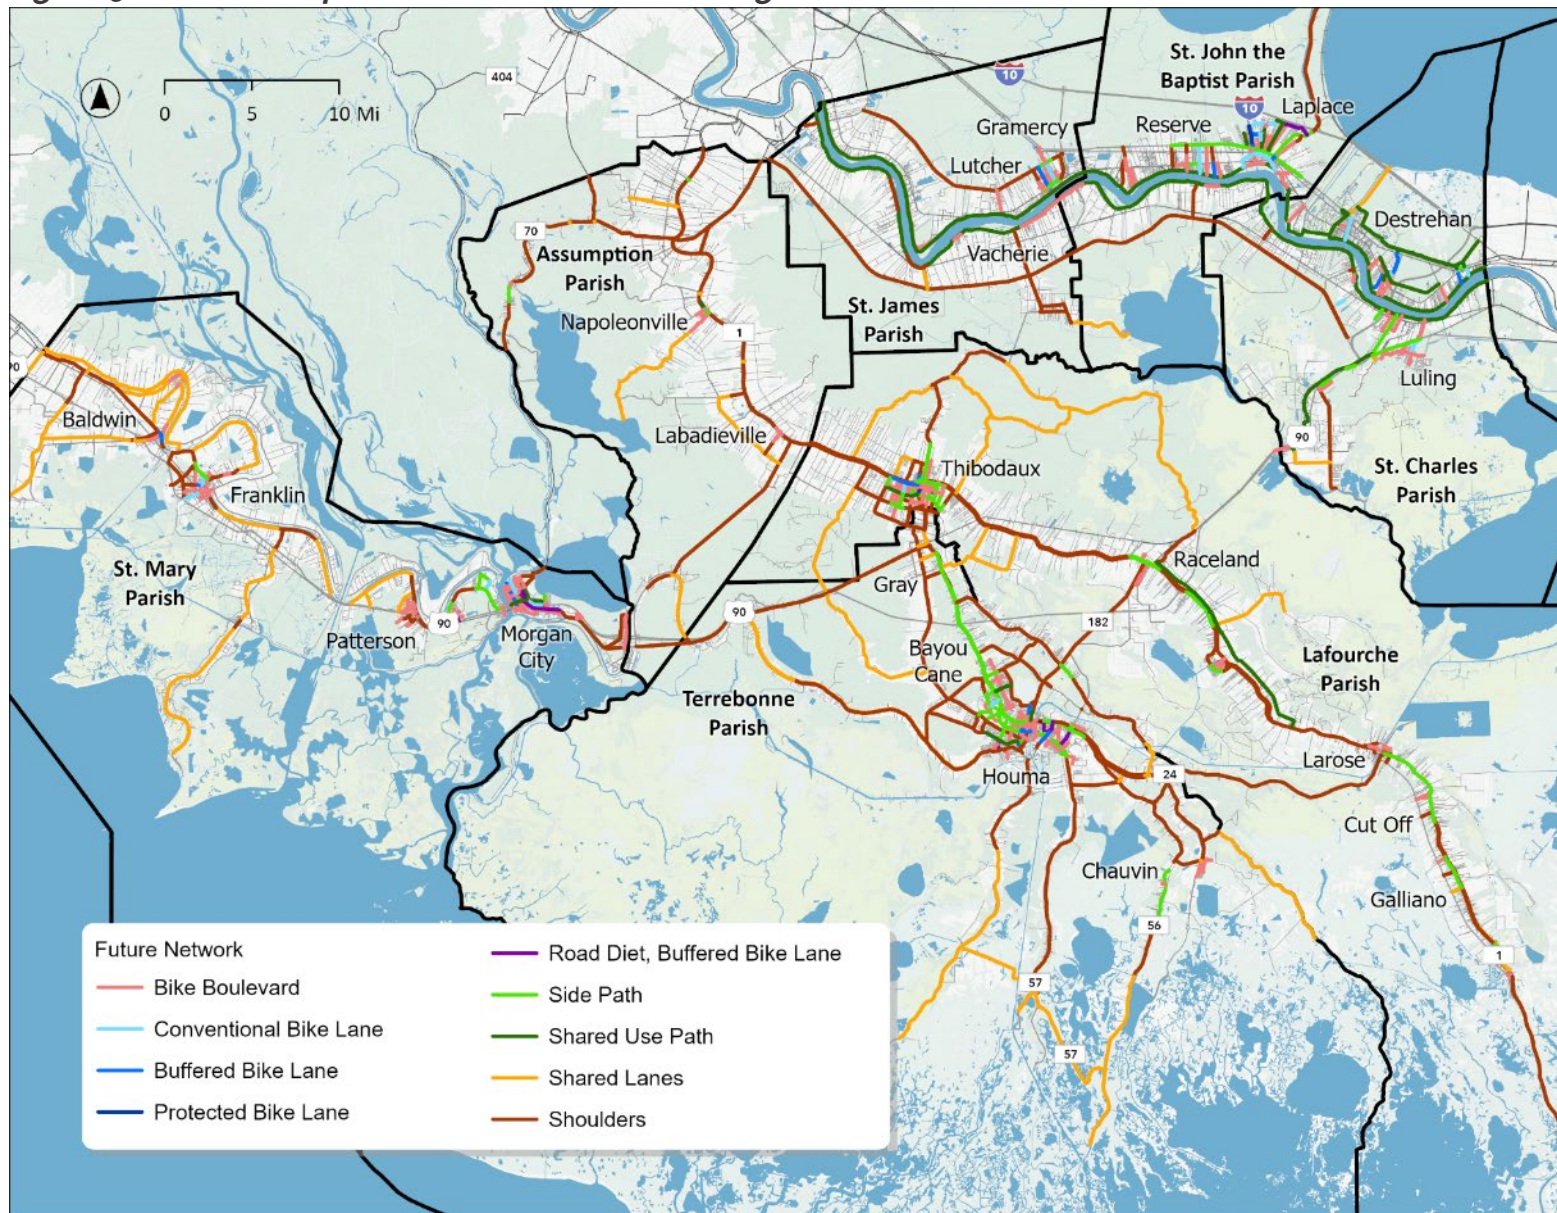 404
10
St. John the
Baptist Parish
10
Laplace
0 5 10 Mi
Gramercy
Reserve
Lutcher
70
Assumption
Parish
Destrehan
Vacherie
Napoleonville
St. James
Parish
1
90
Luling
Baldwin
Labadieville
90
Thibodaux
St. Charles
Parish
Franklin
St. Mary
Parish
Gray
Raceland
90
182
Patterson
90
Morgan
City
Bayou
Cane
Lafourche
Parish
Terrebonne
Parish
Larose
Houma
24
Cut Off
Chauvin
Galliano
56
1
57
57
Future Network
Bike Boulevard
Conventional Bike Lane
Buffered Bike Lane
Protected Bike Lane
Road Diet, Buffered Bike Lane
Side Path
Shared Use Path
Shared Lanes
Shoulders